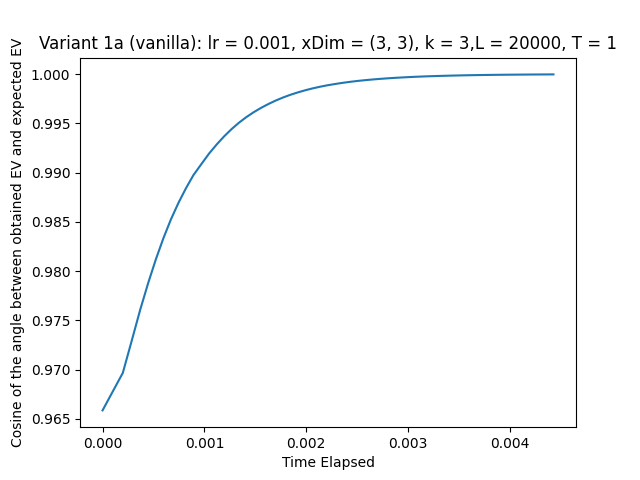 Variant 1a (vanilla): lr = 0.001, xDim = (3, 3), k = 3,L = 20000, T = 1
Cosine of the angle between obtained EV and expected EV
1.000
0.995
0.990
0.985
0.980
0.975
0.970
0.965
0.000 0.001 0.002 0.003 0.004
Time Elapsed